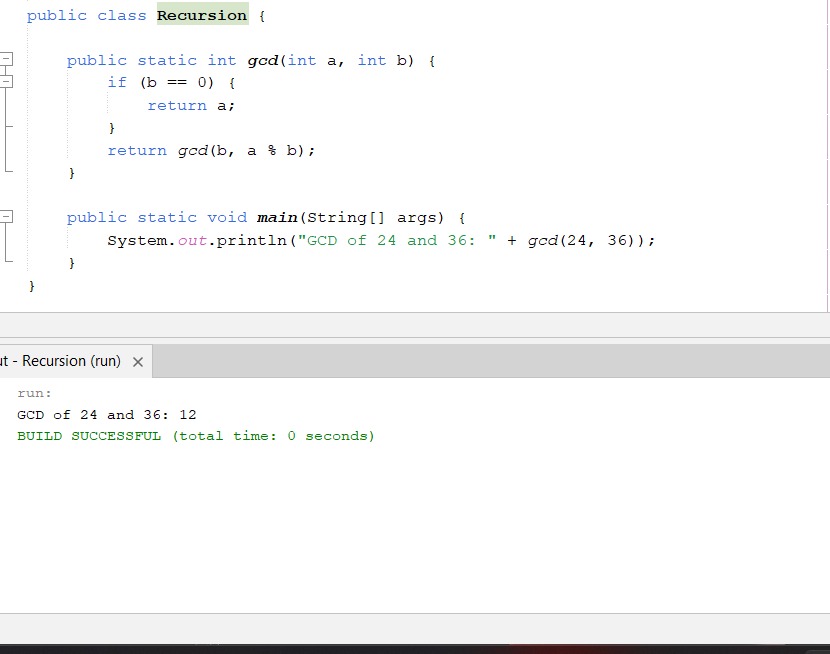 public class Recursion {
public static int gcd(int a, int b) {
if (b == 0) {
return a;
}
return gcd(b, a % b);
}
public static void main(String[] args) {
System.out.println("GCD of 24 and 36: " + gcd(24, 36));
}
}
ut - Recursion (run)
run:
GCD of 24 and 36: 12
BUILD SUCCESSFUL (total time: 0 seconds)